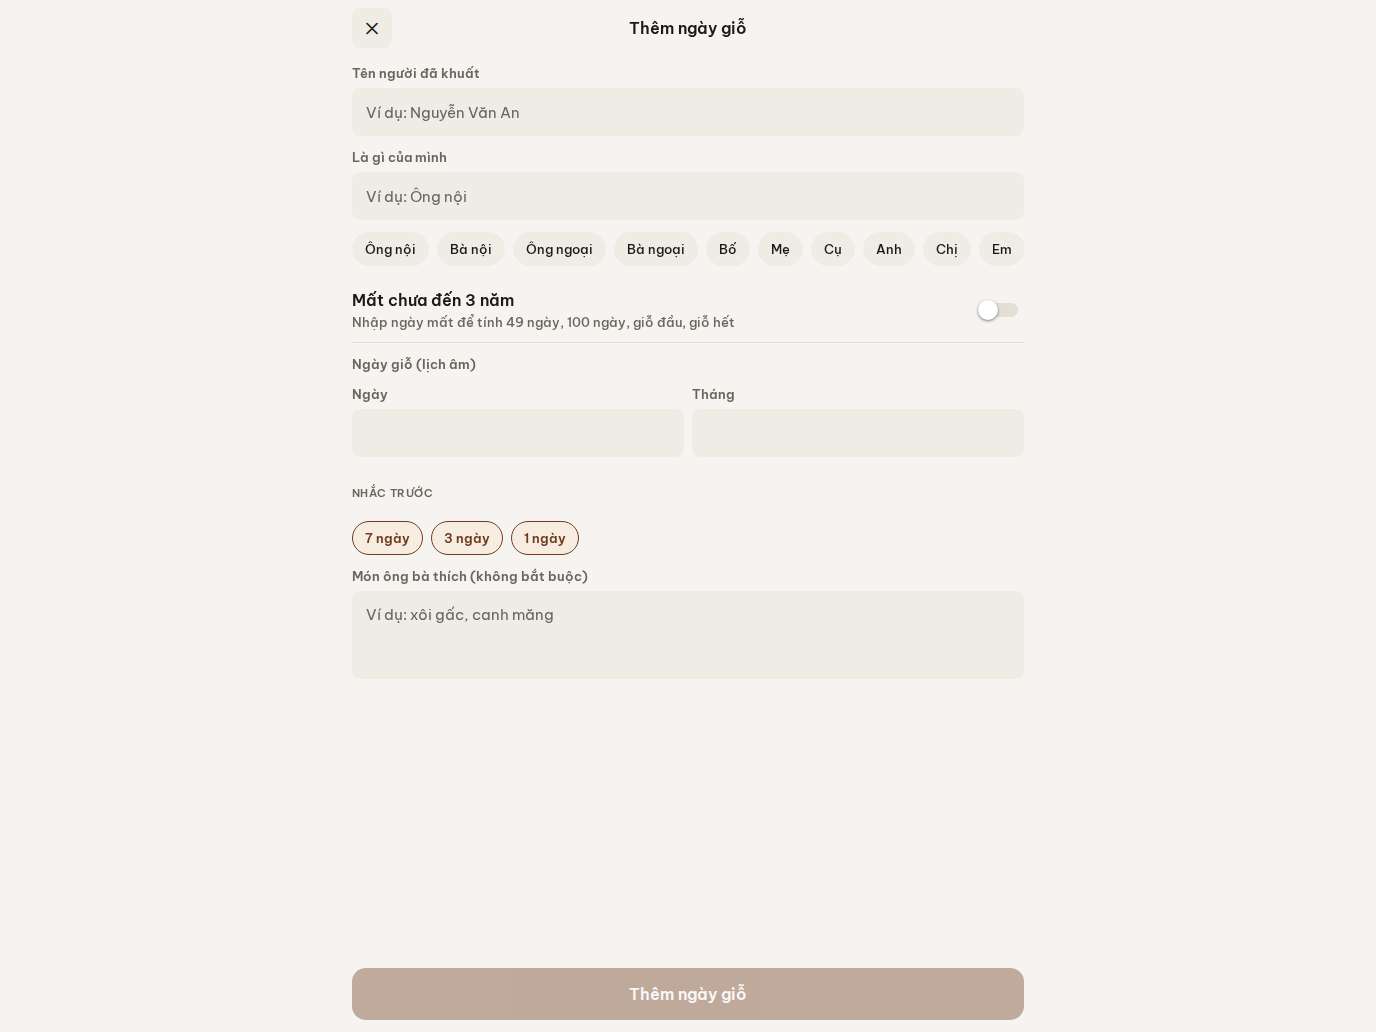 Thêm ngày giỗ
Tên người đã khuất
Ví dụ: Nguyễn Văn An
Là gì của mình
Ví dụ: Ông nội
Ông nội Bà nội Ông ngoại Bà ngoại Bố Mẹ Cụ Anh Chị Em
Mất chưa đến 3 năm
Nhập ngày mất để tính 49 ngày, 100 ngày, giỗ đầu, giỗ hết
Ngày giỗ (lịch âm)
Ngày Tháng
NHẮC TRƯỚC
7 ngày 3 ngày 1 ngày
Món ông bà thích (không bắt buộc)
Ví dụ: xôi gấc, canh măng
Thêm ngày giỗ